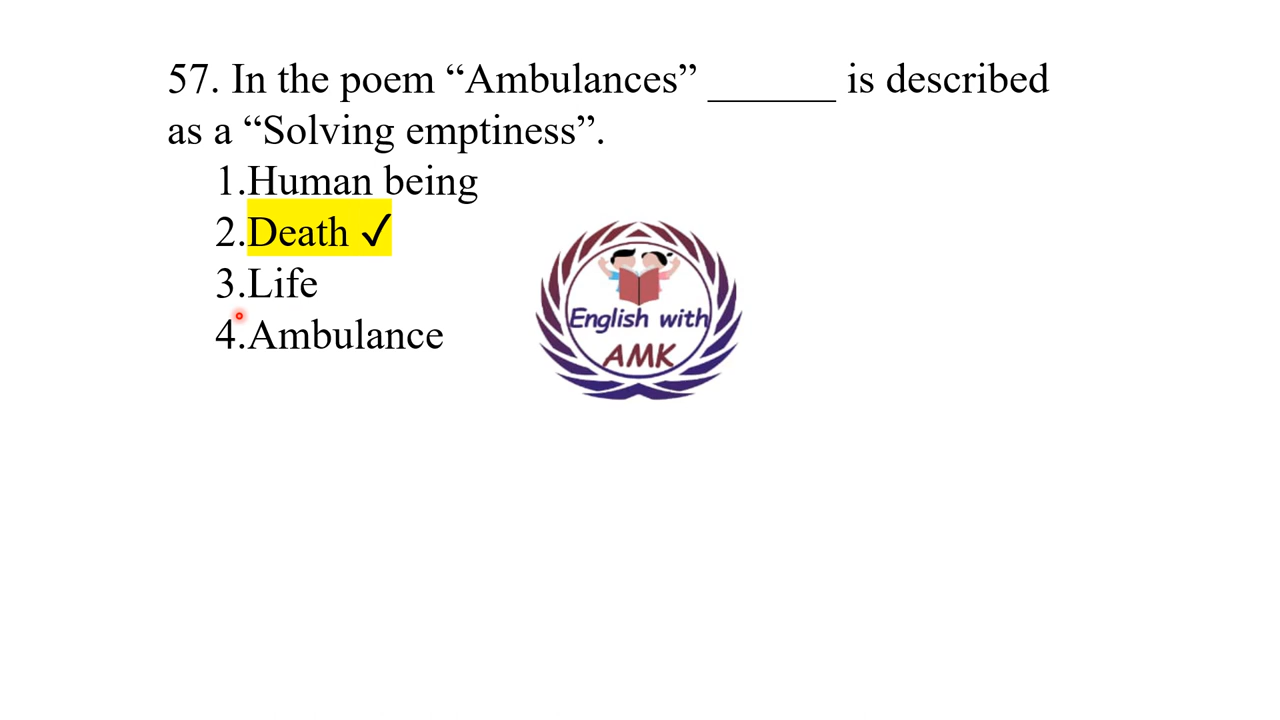 57. In the poem “Ambulances” ______ is described
as a “Solving emptiness”.
1.Human being
2.Death ✓
3.Life
4.Ambulance
English with
AMK